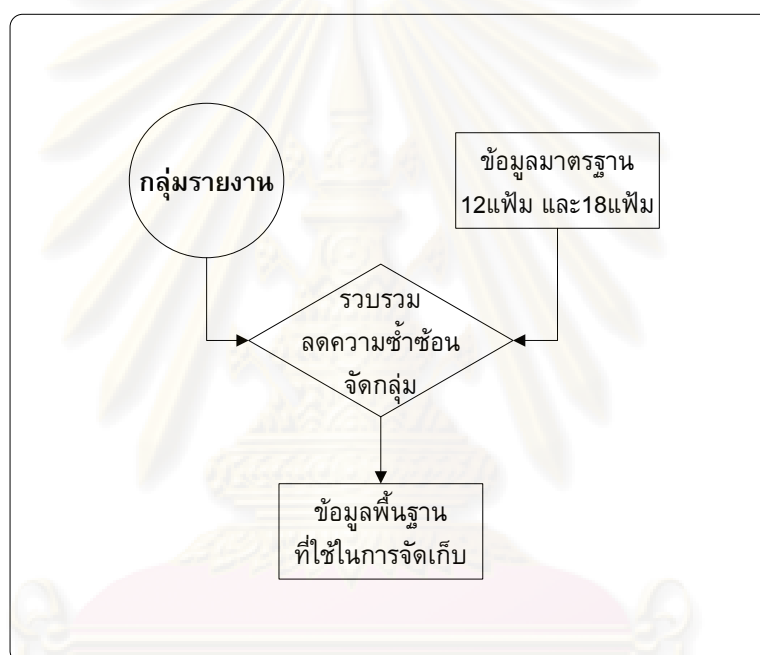 กลุ่มรายงาน
ข้อมูลมาตรฐาน
12แฟ้ม และ18แฟ้ม
รวบรวม
ลดความซ้ำซ้อน
จัดกลุ่ม
ข้อมูลพื้นฐาน
ที่ใช้ในการจัดเก็บ